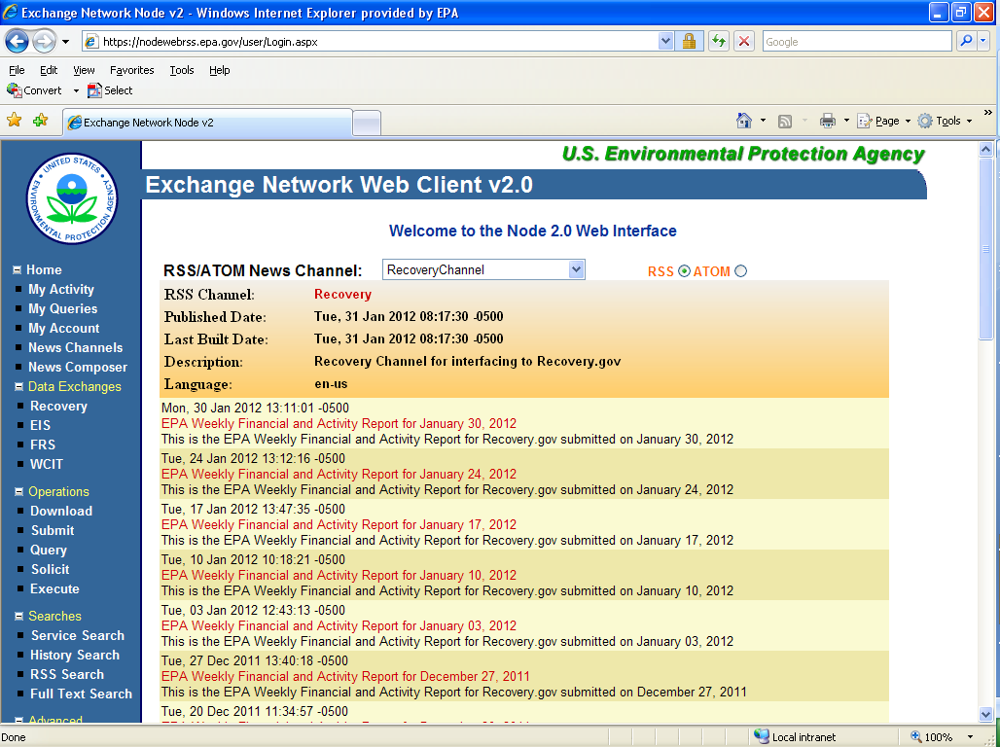 Exchange Network Node v2 - Windows Internet Explorer provided by EPA
https://nodewebrss.epa.gov/user/Login.aspx
Google
File Edit View Favorites Tools Help
Convert Select
Exchange Network Node v2
Page Tools »
UNITED STATES ENVIRONMENTAL PROTECTION AGENCY
U.S. Environmental Protection Agency
Exchange Network Web Client v2.0
Welcome to the Node 2.0 Web Interface
Home
My Activity
My Queries
My Account
News Channels
News Composer
Data Exchanges
Recovery
EIS
FRS
WCIT
Operations
Download
Submit
Query
Solicit
Execute
Searches
Service Search
History Search
RSS Search
Full Text Search
Advanced
RSS/ATOM News Channel: RecoveryChannel RSS ATOM
RSS Channel: Recovery
Published Date: Tue, 31 Jan 2012 08:17:30 -0500
Last Built Date: Tue, 31 Jan 2012 08:17:30 -0500
Description: Recovery Channel for interfacing to Recovery.gov
Language: en-us
Mon, 30 Jan 2012 13:11:01 -0500
EPA Weekly Financial and Activity Report for January 30, 2012
This is the EPA Weekly Financial and Activity Report for Recovery.gov submitted on January 30, 2012
Tue, 24 Jan 2012 13:12:16 -0500
EPA Weekly Financial and Activity Report for January 24, 2012
This is the EPA Weekly Financial and Activity Report for Recovery.gov submitted on January 24, 2012
Tue, 17 Jan 2012 13:47:35 -0500
EPA Weekly Financial and Activity Report for January 17, 2012
This is the EPA Weekly Financial and Activity Report for Recovery.gov submitted on January 17, 2012
Tue, 10 Jan 2012 10:18:21 -0500
EPA Weekly Financial and Activity Report for January 10, 2012
This is the EPA Weekly Financial and Activity Report for Recovery.gov submitted on January 10, 2012
Tue, 03 Jan 2012 12:43:13 -0500
EPA Weekly Financial and Activity Report for January 03, 2012
This is the EPA Weekly Financial and Activity Report for Recovery.gov submitted on January 03, 2012
Tue, 27 Dec 2011 13:40:18 -0500
EPA Weekly Financial and Activity Report for December 27, 2011
This is the EPA Weekly Financial and Activity Report for Recovery.gov submitted on December 27, 2011
Tue, 20 Dec 2011 11:34:57 -0500
Done Local intranet 100%